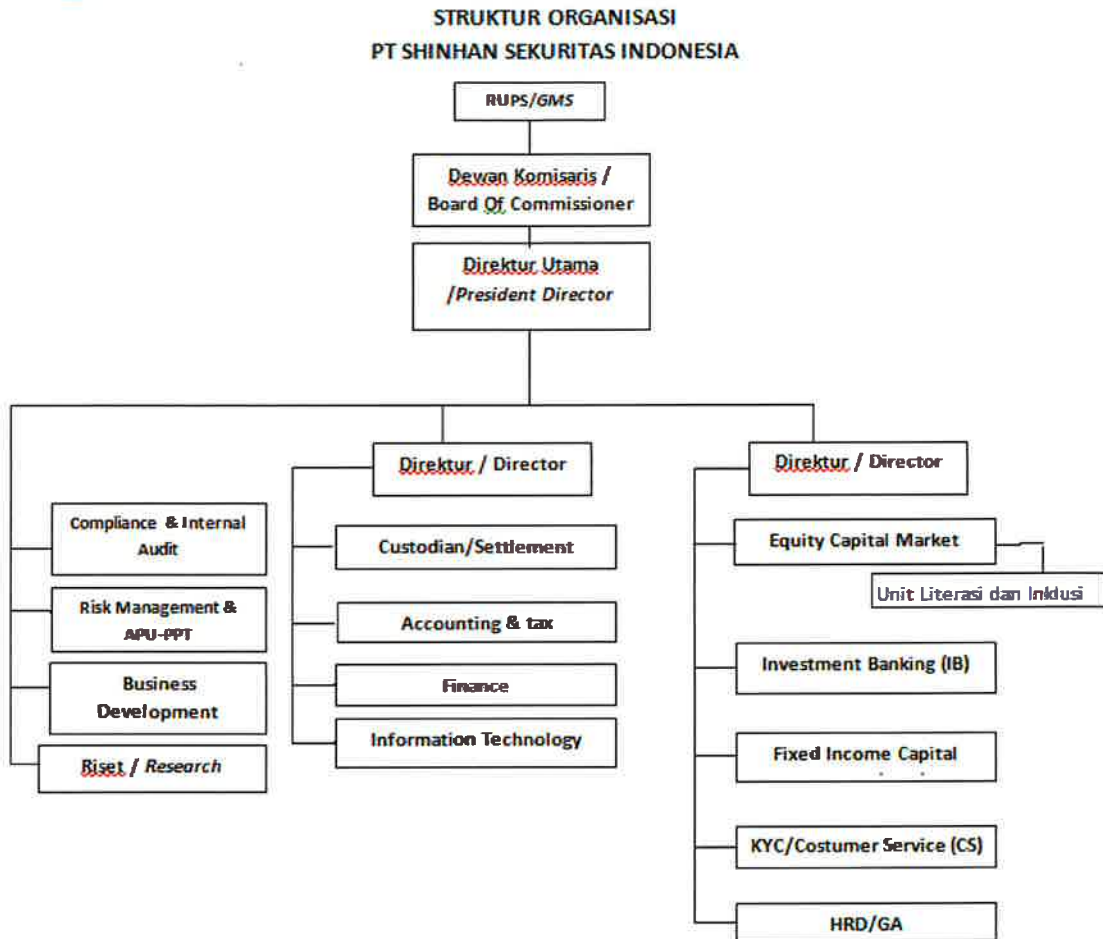 STRUKTUR ORGANISASI
PT SHINHAN SEKURITAS INDONESIA
RUPS/GMS
Dewan Komisaris /
Board Of Commissioner
Direktur Utama
/President Director
Direktur / Director
Direktur / Director
Compliance & Internal
Audit
Risk Management &
APU-PPT
Business
Development
Riset / Research
Custodian/Settlement
Accounting & tax
Finance
Information Technology
Equity Capital Market
Unit Literasi dan Inklusi
Investment Banking (IB)
Fixed Income Capital
KYC/Costumer Service (CS)
HRD/GA